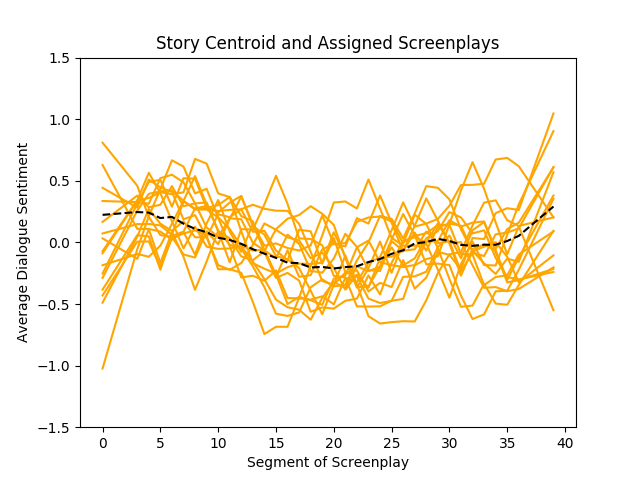 Story Centroid and Assigned Screenplays
1.5
1.0
0.5
0.0
−0.5
−1.0
−1.5
Average Dialogue Sentiment
0 5 10 15 20 25 30 35 40
Segment of Screenplay